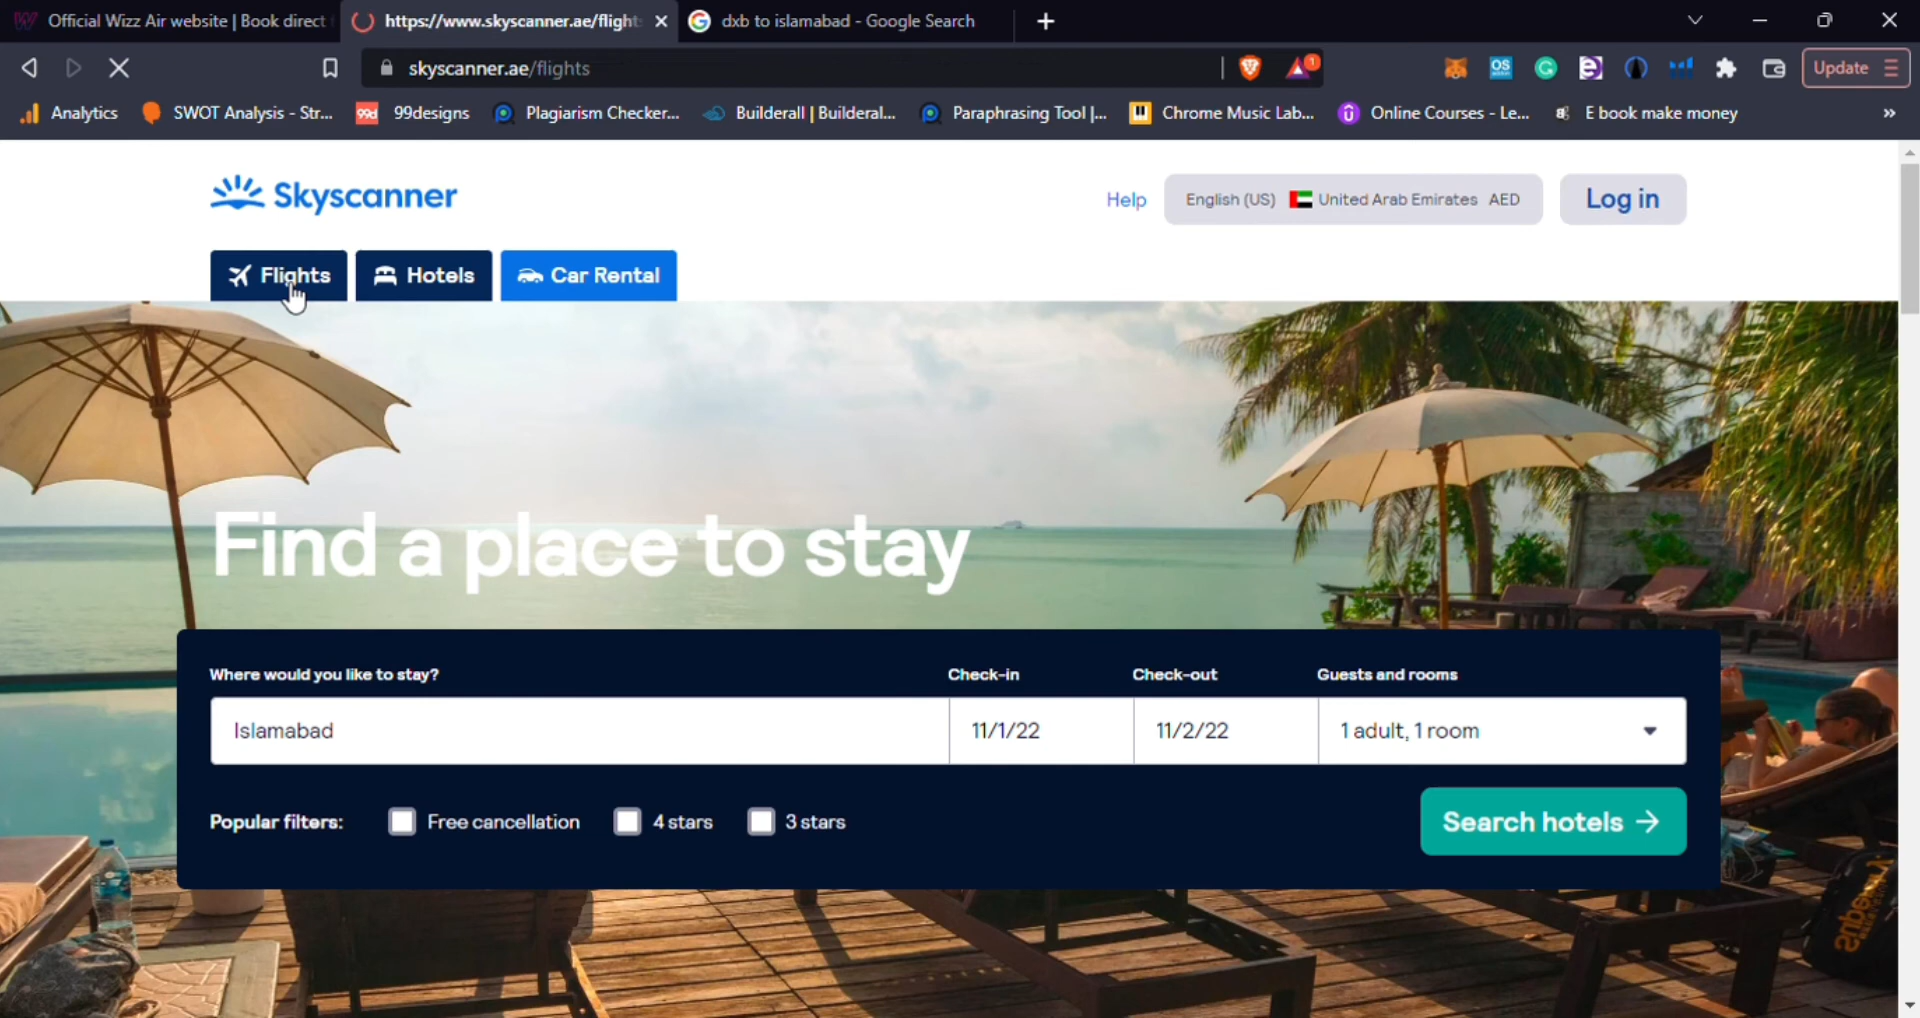 Official Wizz Air website | Book direct
https://www.skyscanner.ae/flight
dxb to islamabad - Google Search
skyscanner.ae/flights
1
OS
Update
Analytics
SWOT Analysis - Str...
99d
99designs
Plagiarism Checker...
Builderall | Builderal...
Paraphrasing Tool |...
Chrome Music Lab...
Online Courses - Le...
E book make money
Skyscanner
Help
English (US)
United Arab Emirates
AED
Log in
Flights
Hotels
Car Rental
Find a place to stay
Where would you like to stay?
Check-in
Check-out
Guests and rooms
Islamabad
11/1/22
11/2/22
1 adult, 1 room
Popular filters:
Free cancellation
4 stars
3 stars
Search hotels →